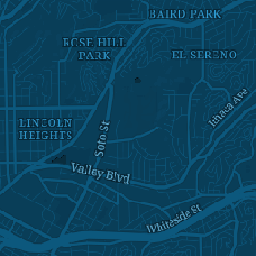 BAIRD PARK
ROSE HILL
PARK
EL SERENO
Ithaca Ave
LINCOLN
HEIGHTS
Soto St
Valley Blvd
Whiteside St